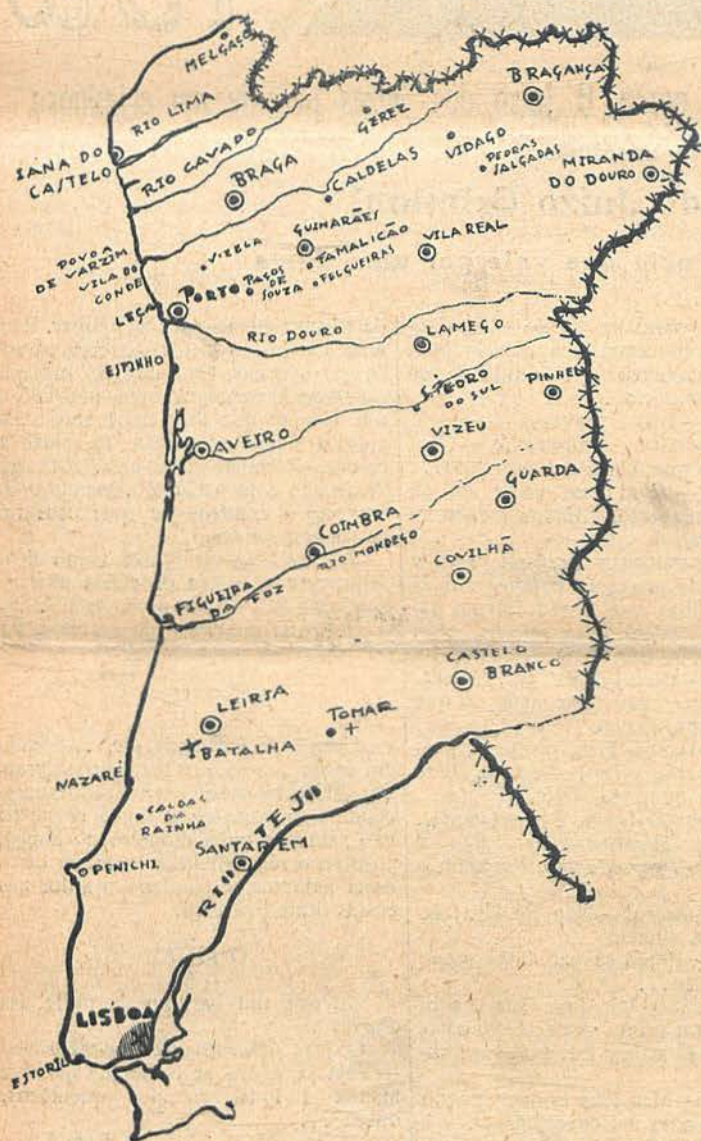 MELGAÇO
BRAGANÇA
RIO LIMA
GEREZ
VIDAGO
PEDRAS
SALGADAS
IANA DO
CASTELO
RIO CAVADO
BRAGA
CALDELAS
MIRANDA
DO DOURO
GUIMARÃES
POVOA
DE VARZIM
VILA DO
CONDE
VIZELA
FAMALICÃO
VILA REAL
PORTO
PAÇOS
DE
SOUZA
FELGUEIRAS
LEÇA
RIO DOURO
LAMEGO
ESPINHO
S. PEDRO
DO SUL
PINHEL
AVEIRO
VIZEU
GUARDA
COIMBRA
RIO MONDEGO
COVILHÃ
FIGUEIRA
DA FOZ
CASTELO
BRANCO
LEIRIA
TOMAR
BATALHA
NAZARÉ
CALDAS
DA
RAINHA
RIO TEJO
SANTAREM
PENICHI
LISBOA
ESTORIL